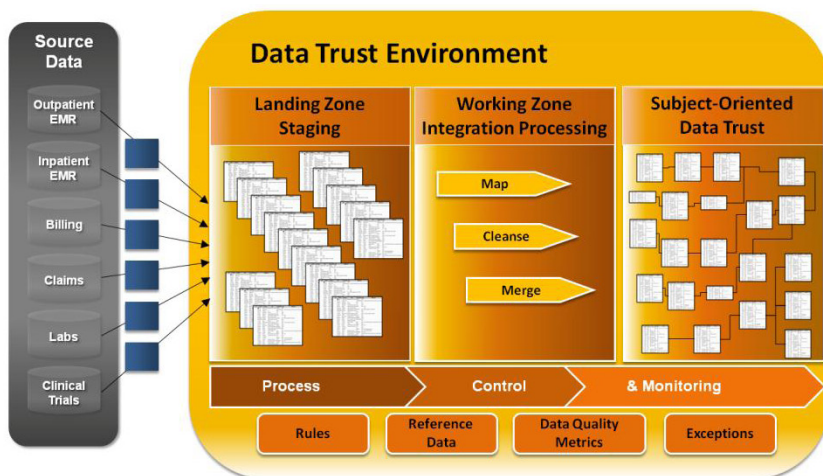 Source
Data
Outpatient
EMR
Inpatient
EMR
Billing
Claims
Labs
Clinical
Trials
Data Trust Environment
Landing Zone
Staging
Working Zone
Integration Processing
Subject-Oriented
Data Trust
Map
Cleanse
Merge
Process
Control
& Monitoring
Rules
Reference
Data
Data Quality
Metrics
Exceptions